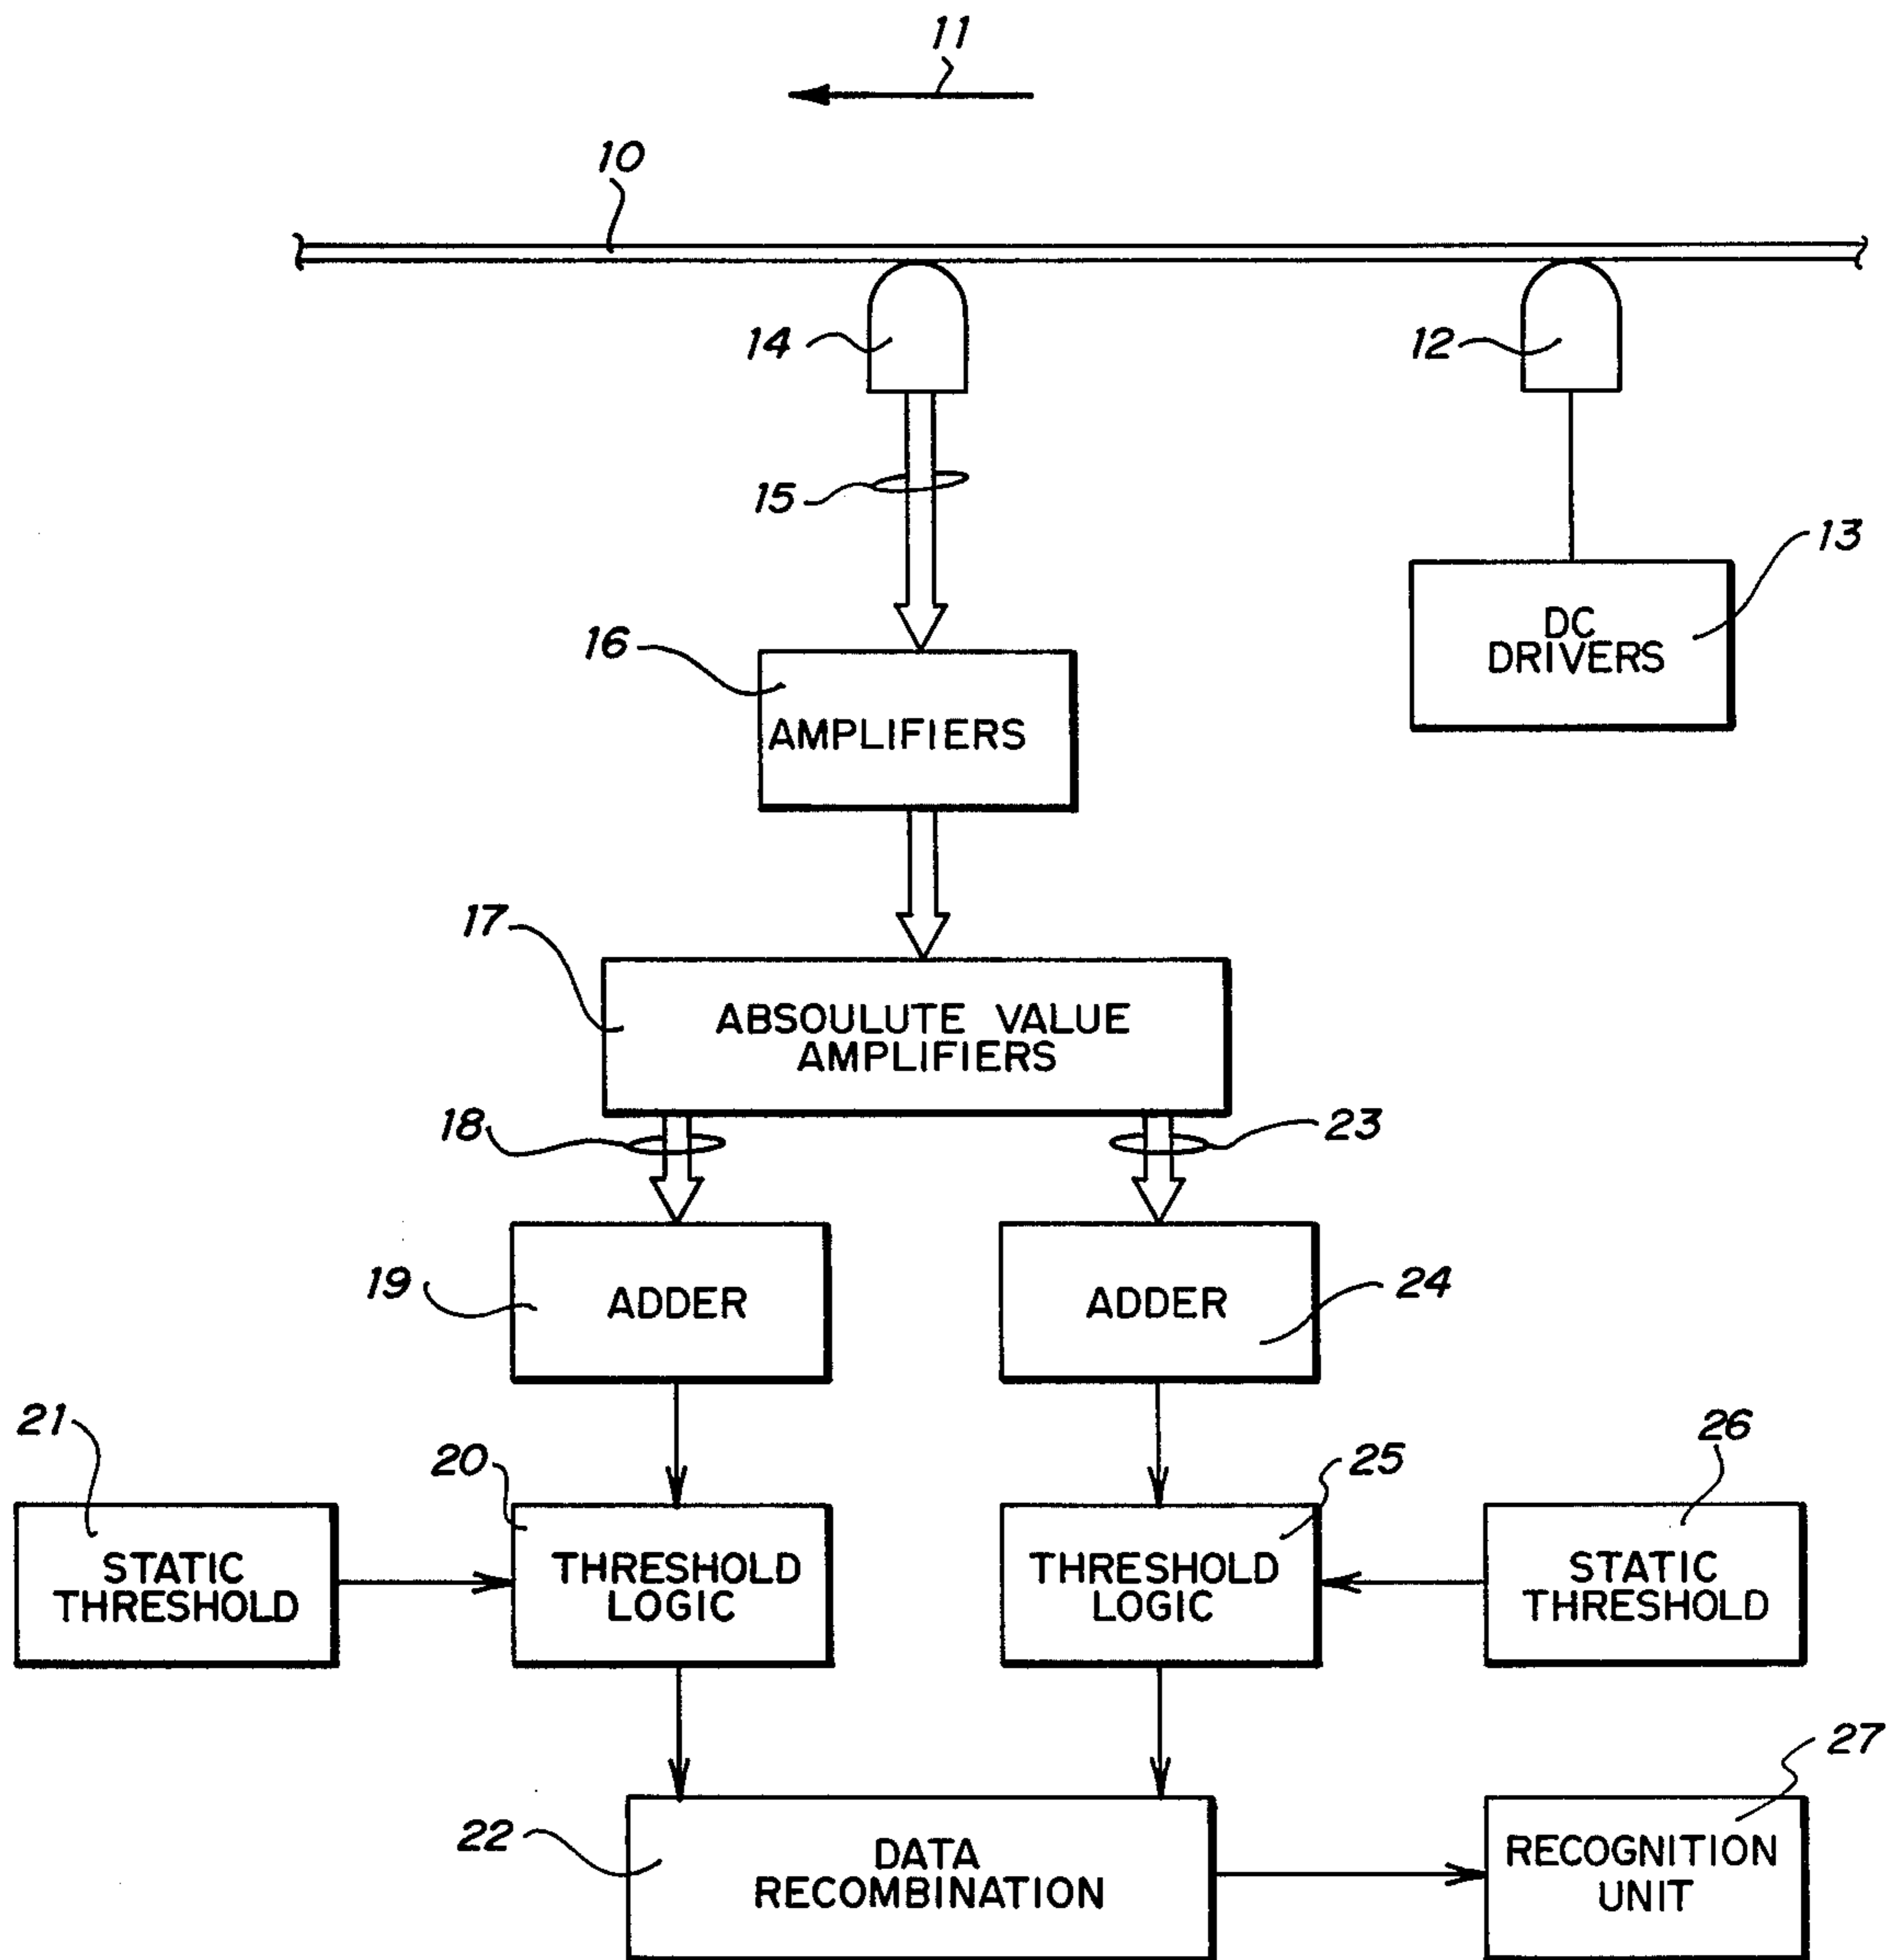 11
10
14
12
15
13
DC
DRIVERS
16
AMPLIFIERS
17
ABSOULUTE VALUE
AMPLIFIERS
18
23
19
ADDER
ADDER
24
21
20
25
26
STATIC
THRESHOLD
THRESHOLD
LOGIC
THRESHOLD
LOGIC
STATIC
THRESHOLD
27
22
DATA
RECOMBINATION
RECOGNITION
UNIT